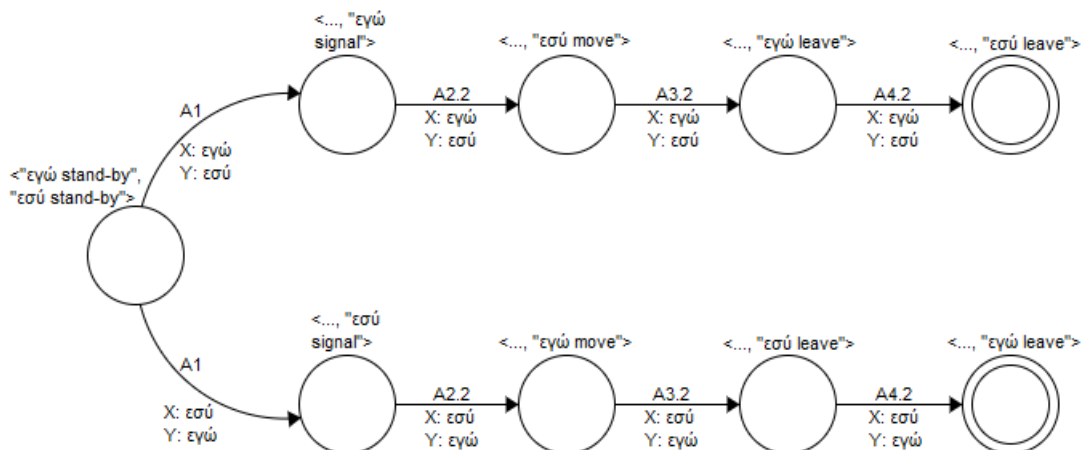 <..., "εγώ
signal">
<..., "εσύ move">
<..., "εγώ leave">
<..., "εσύ leave">
A1
X: εγώ
Y: εσύ
A2.2
X: εγώ
Y: εσύ
A3.2
X: εγώ
Y: εσύ
A4.2
X: εγώ
Y: εσύ
<"εγώ stand-by",
"εσύ stand-by">
<..., "εσύ
signal">
<..., "εγώ move">
<..., "εσύ leave">
<..., "εγώ leave">
A1
X: εσύ
Y: εγώ
A2.2
X: εσύ
Y: εγώ
A3.2
X: εσύ
Y: εγώ
A4.2
X: εσύ
Y: εγώ